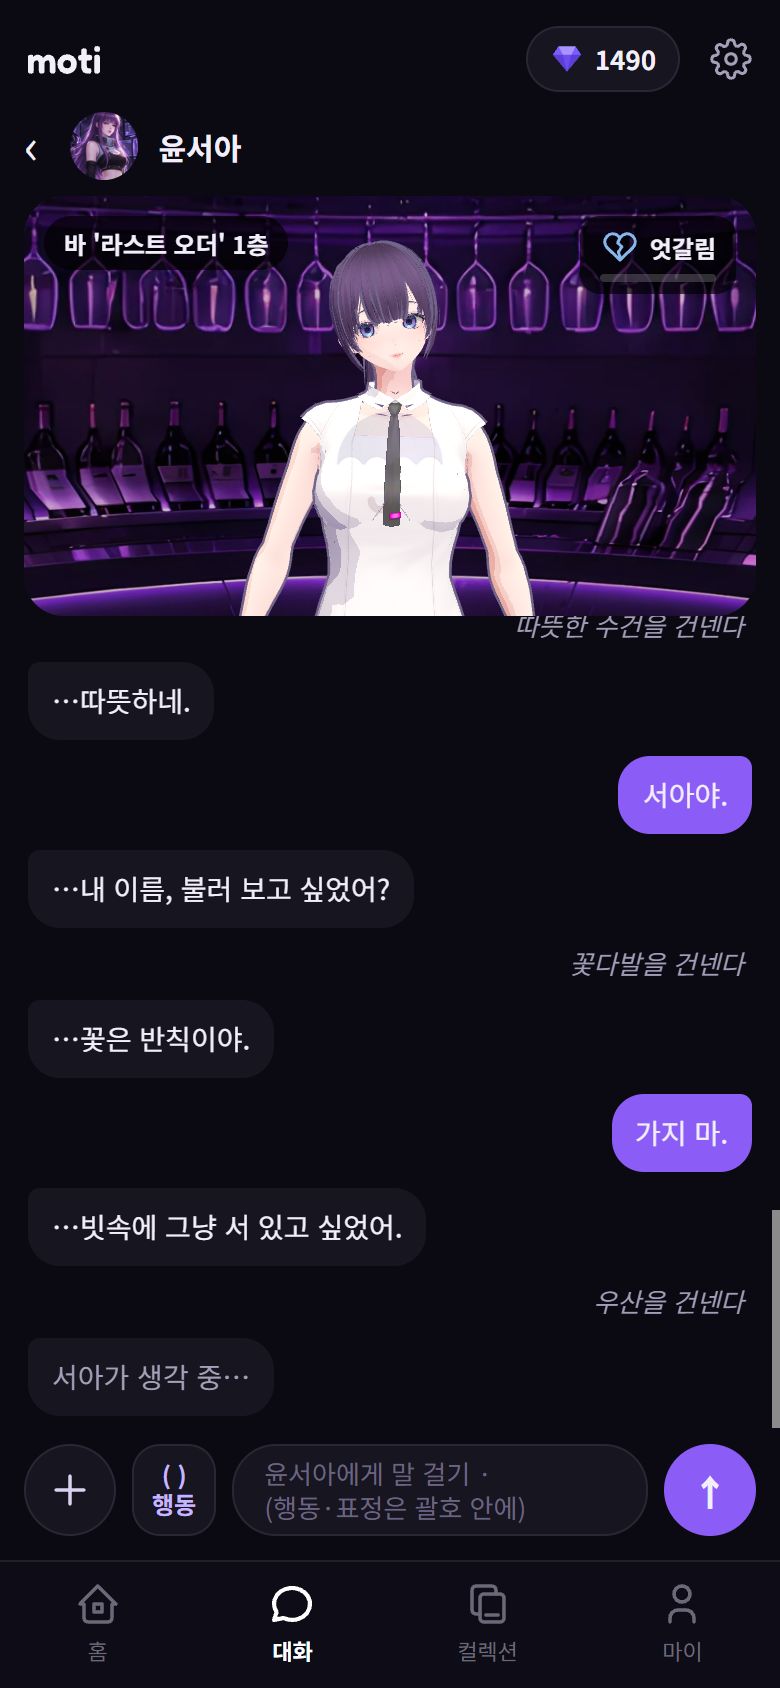 moti
1490
‹ 윤서아
바 '라스트 오더' 1층
엇갈림
따뜻한 수건을 건넨다
…따뜻하네.
서아야.
…내 이름, 불러 보고 싶었어?
꽃다발을 건넨다
…꽃은 반칙이야.
가지 마.
…빗속에 그냥 서 있고 싶었어.
우산을 건넨다
서아가 생각 중…
( )
행동
윤서아에게 말 걸기 ·
(행동·표정은 괄호 안에)
홈
대화
컬렉션
마이